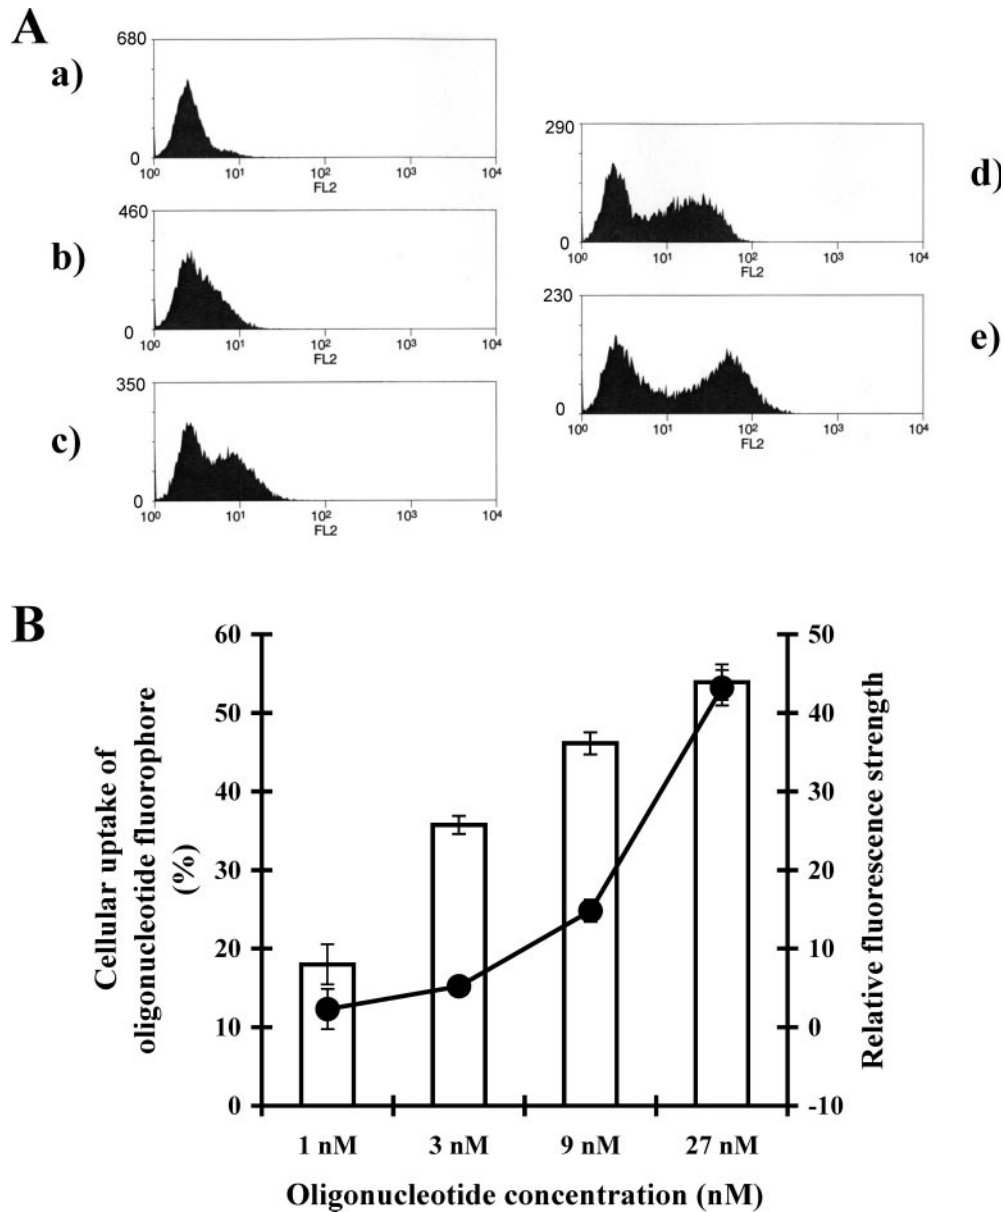 A
a)
680
0
10⁰ 10¹ 10² 10³ 10⁴
FL2
b)
460
0
10⁰ 10¹ 10² 10³ 10⁴
FL2
c)
350
0
10⁰ 10¹ 10² 10³ 10⁴
FL2
d)
290
0
10⁰ 10¹ 10² 10³ 10⁴
FL2
e)
230
0
10⁰ 10¹ 10² 10³ 10⁴
FL2
B
Cellular uptake of
oligonucleotide fluorophore
(%)
60
50
40
30
20
10
0
50
40
30
20
10
0
-10
Relative fluorescence strength
1 nM 3 nM 9 nM 27 nM
Oligonucleotide concentration (nM)